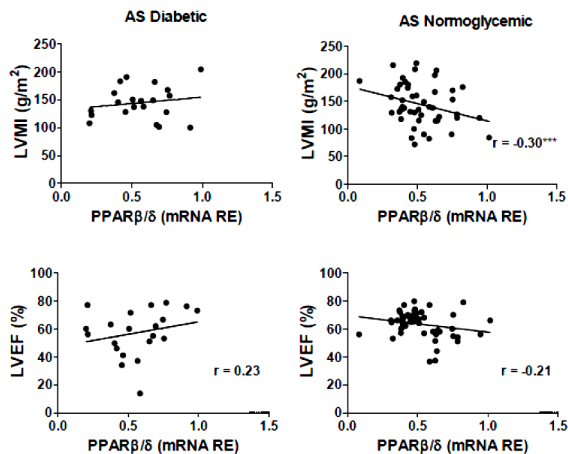 AS Diabetic
AS Normoglycemic
250
200
150
100
50
0
LVMI (g/m²)
0.0 0.5 1.0 1.5
PPARβ/δ (mRNA RE)
250
200
150
100
50
0
LVMI (g/m²)
r = -0.30***
0.0 0.5 1.0 1.5
PPARβ/δ (mRNA RE)
100
80
60
40
20
0
LVEF (%)
r = 0.23
0.0 0.5 1.0 1.5
PPARβ/δ (mRNA RE)
100
80
60
40
20
0
LVEF (%)
r = -0.21
0.0 0.5 1.0 1.5
PPARβ/δ (mRNA RE)